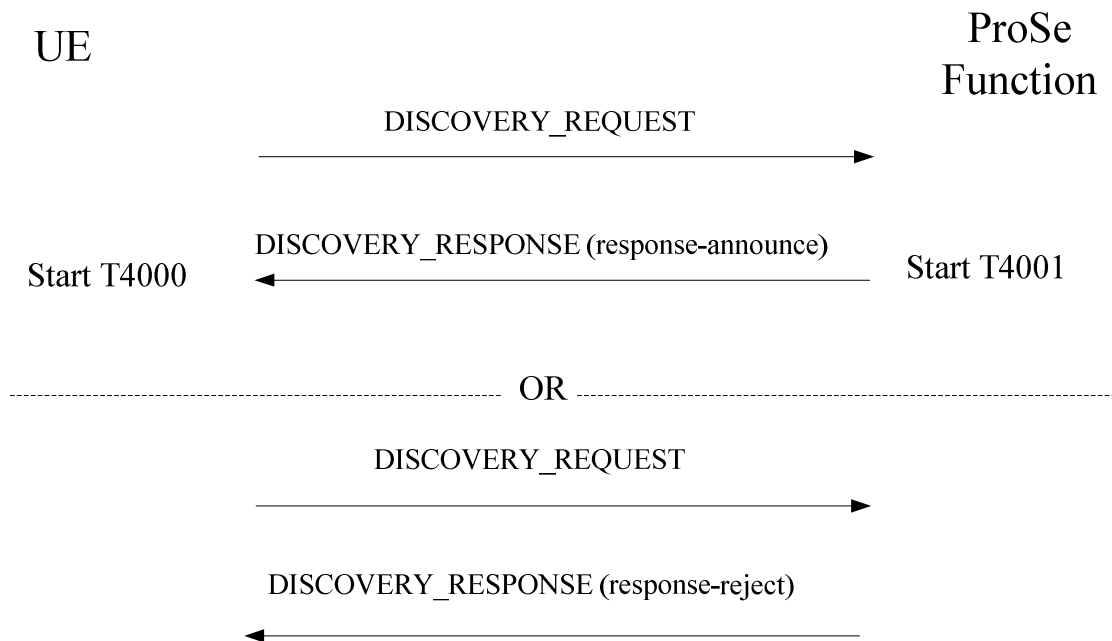 UE
ProSe
Function
DISCOVERY_REQUEST
DISCOVERY_RESPONSE (response-announce)
Start T4000
Start T4001
OR
DISCOVERY_REQUEST
DISCOVERY_RESPONSE (response-reject)